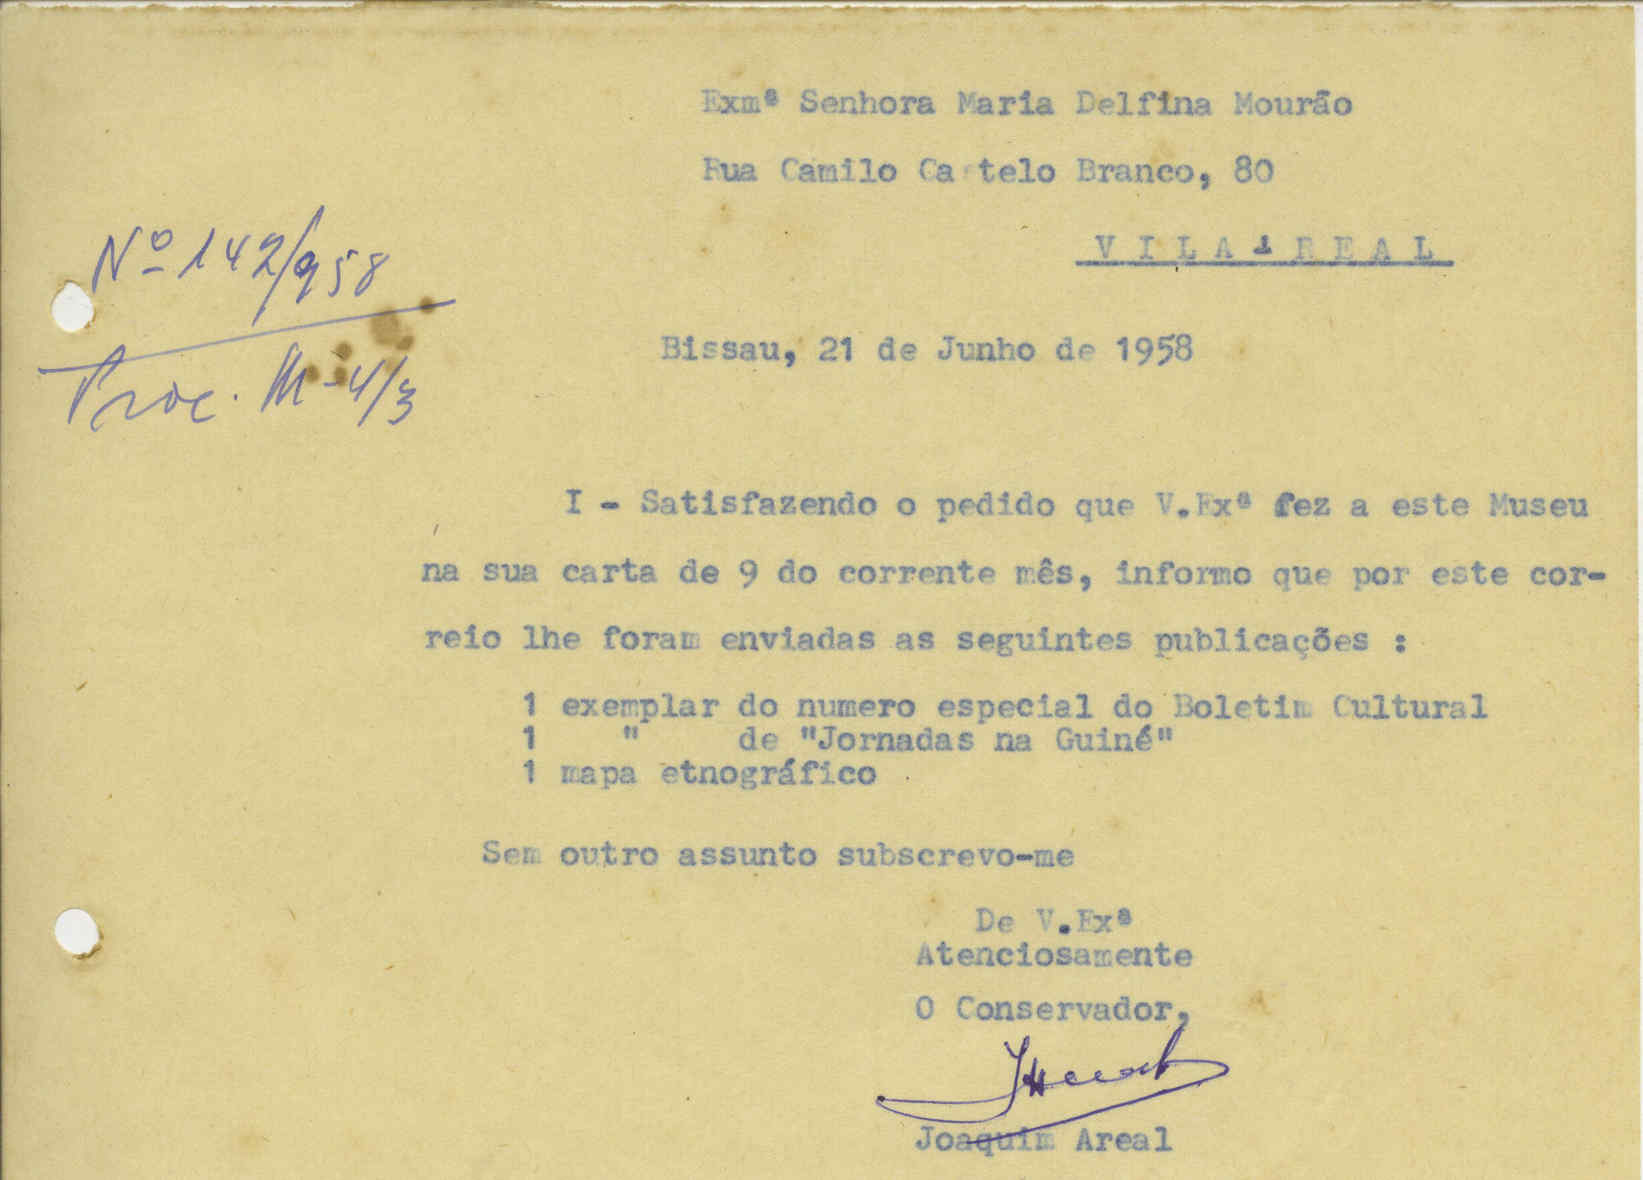 Exmª Senhora Maria Delfina Mourão
Rua Camilo Castelo Branco, 80
VILA - REAL
Nº 142/958
Proc. M-4/3
Bissau, 21 de Junho de 1958
I - Satisfazendo o pedido que V.Exª fez a este Museu
na sua carta de 9 do corrente mês, informo que por este cor-
reio lhe foram enviadas as seguintes publicações :
1 exemplar do numero especial do Boletim Cultural
1 " de "Jornadas na Guiné"
1 mapa etnográfico
Sem outro assunto subscrevo-me
De V.Exª
Atenciosamente
O Conservador,
Joaquim Areal